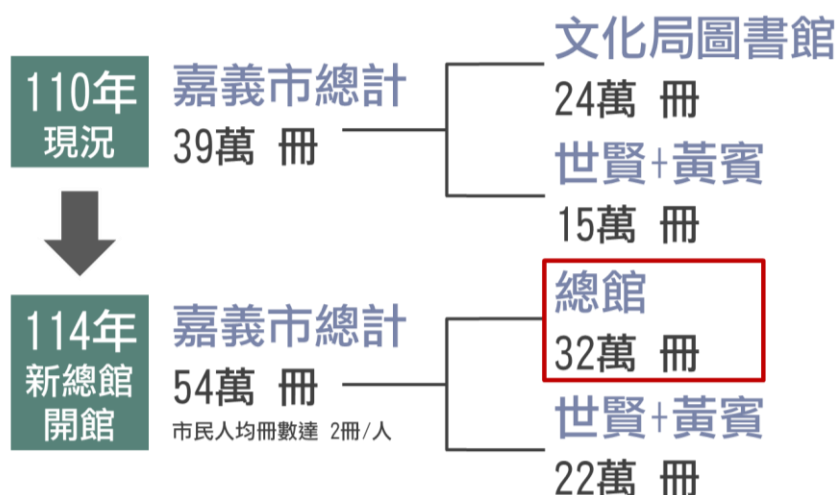 110年
現況
嘉義市總計
39萬 冊
文化局圖書館
24萬 冊
世賢+黃賓
15萬 冊
114年
新總館
開館
嘉義市總計
54萬 冊
市民人均冊數達 2冊/人
總館
32萬 冊
世賢+黃賓
22萬 冊